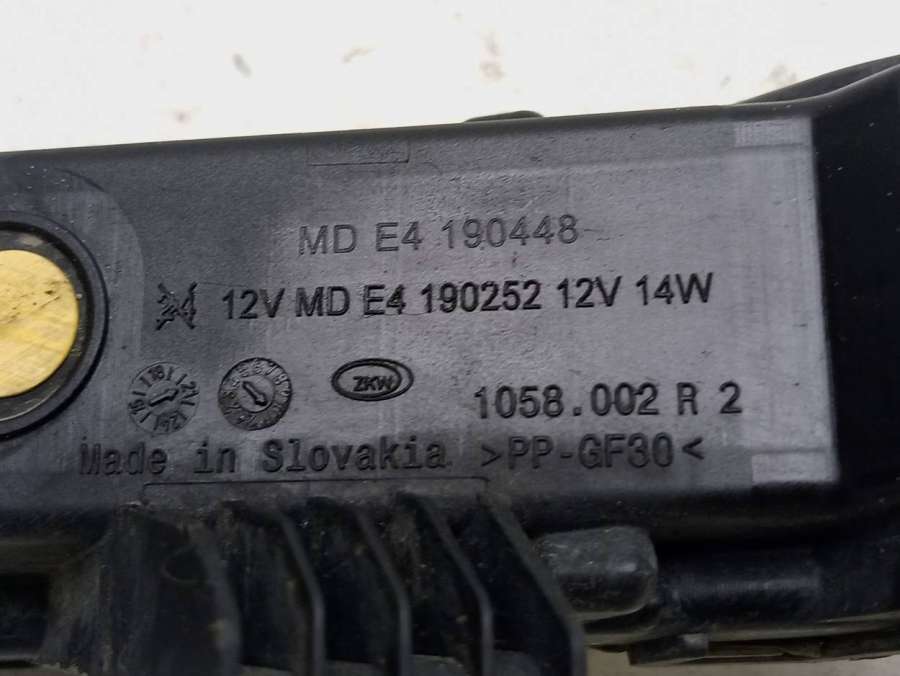 MD E4 190448
12V MD E4 190252 12V 14W
ZKW
1058.002 R 2
Made in Slovakia >PP-GF30<